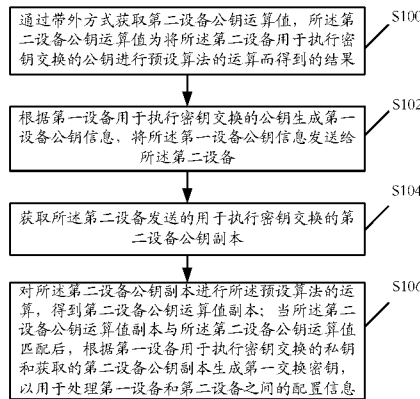 通过带外方式获取第二设备公钥运算值，所述第
二设备公钥运算值为将所述第二设备用于执行密
钥交换的公钥进行预设算法的运算而得到的结果
S100
根据第一设备用于执行密钥交换的公钥生成第一
设备公钥信息，将所述第一设备公钥信息发送给
所述第二设备
S102
获取所述第二设备发送的用于执行密钥交换的第二
设备公钥副本
S104
对所述第二设备公钥副本进行所述预设算法的运
算，得到第二设备公钥运算值副本；当所述第二
设备公钥运算值副本与所述第二设备公钥运算值
匹配后，根据第一设备用于执行密钥交换的私钥
和获取的第二设备公钥副本生成第一交换密钥，
以用于处理第一设备和第二设备之间的配置信息
S106